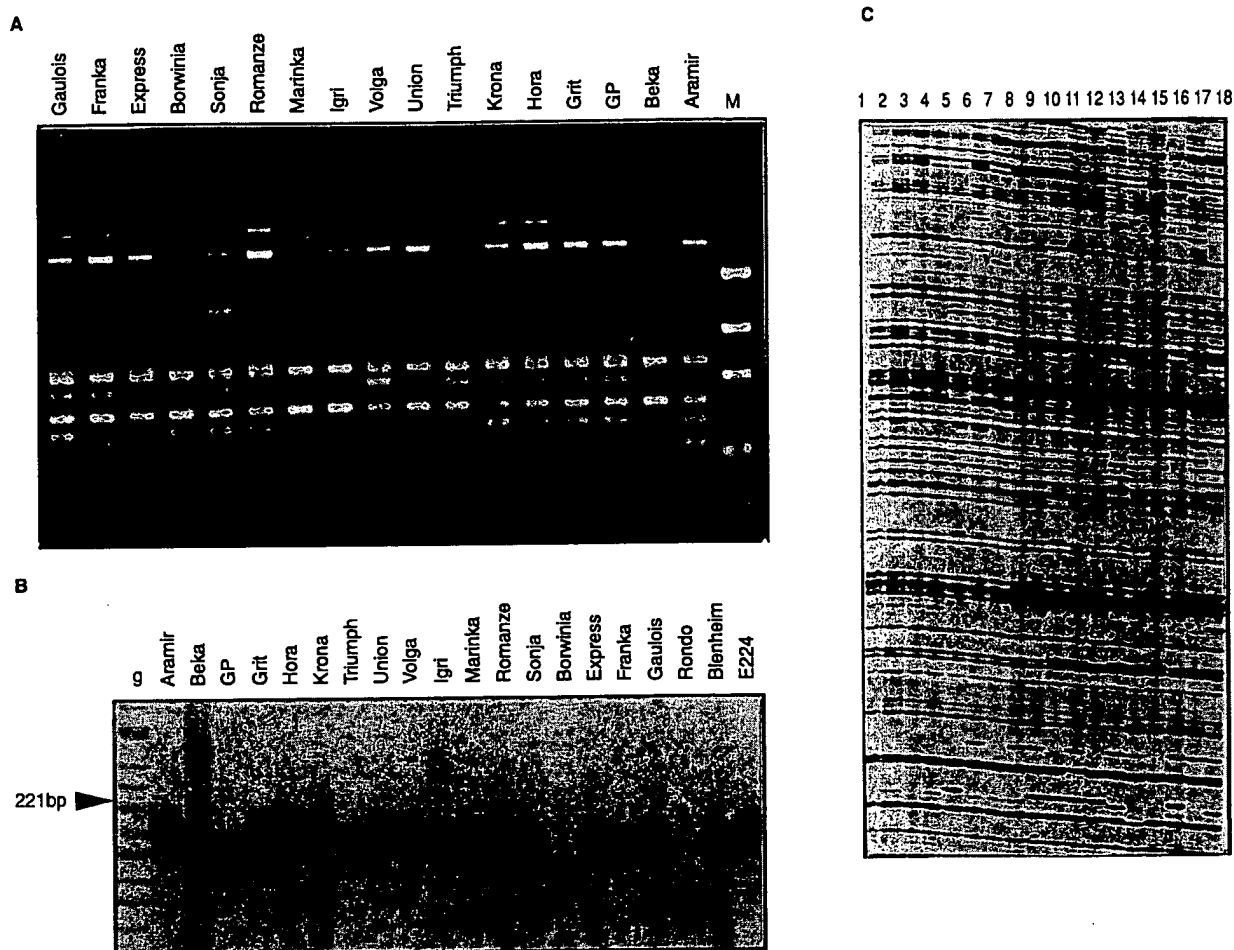 A
Gaulois
Franka
Express
Borwinia
Sonja
Romanze
Marinka
Igri
Volga
Union
Triumph
Krona
Hora
Grit
GP
Beka
Aramir
M
B
S
Aramir
Beka
GP
Grit
Hora
Krona
Triumph
Union
Volga
Igri
Marinka
Romanze
Sonja
Borwinia
Express
Franka
Gaulois
Rondo
Blenheim
E224
221bp
C
1 2 3 4 5 6 7 8 9 10 11 12 13 14 15 16 17 18